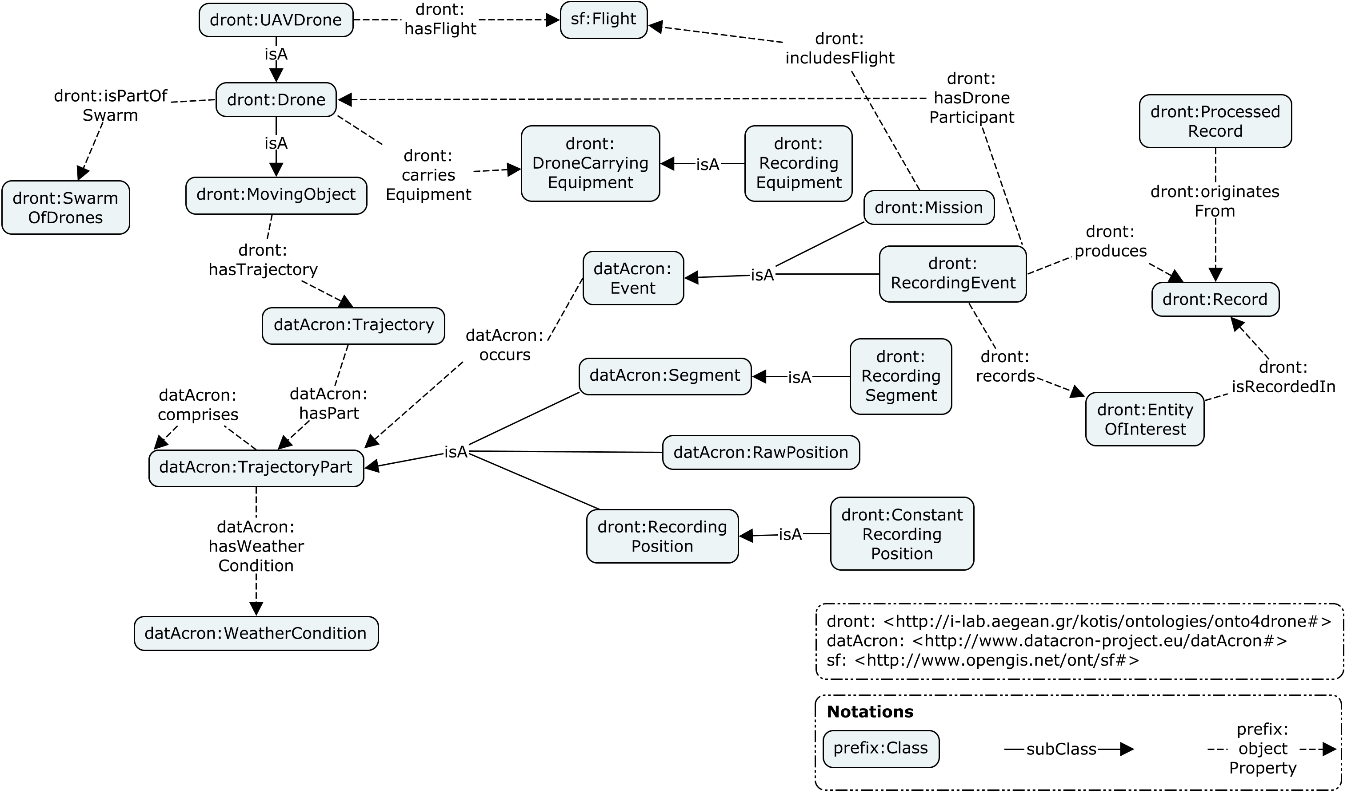 dront:UAVDrone
dront:
hasFlight
sf:Flight
isA
dront:
includesFlight
dront:isPartOf
Swarm
dront:Drone
dront:
hasDrone
Participant
dront:Processed
Record
isA
dront:
carries
Equipment
dront:
DroneCarrying
Equipment
isA
dront:
Recording
Equipment
dront:Swarm
OfDrones
dront:MovingObject
dront:Mission
dront:originates
From
dront:
hasTrajectory
datAcron:
Event
isA
dront:
RecordingEvent
dront:
produces
dront:Record
datAcron:Trajectory
datAcron:
occurs
dront:
records
dront:
isRecordedIn
datAcron:
comprises
datAcron:
hasPart
datAcron:Segment
isA
dront:
Recording
Segment
dront:Entity
OfInterest
datAcron:TrajectoryPart
isA
datAcron:RawPosition
datAcron:
hasWeather
Condition
dront:Recording
Position
isA
dront:Constant
Recording
Position
datAcron:WeatherCondition
dront: <http://i-lab.aegean.gr/kotis/ontologies/onto4drone#>
datAcron: <http://www.datacron-project.eu/datAcron#>
sf: <http://www.opengis.net/ont/sf#>
Notations
prefix:Class
subClass
prefix:
object
Property